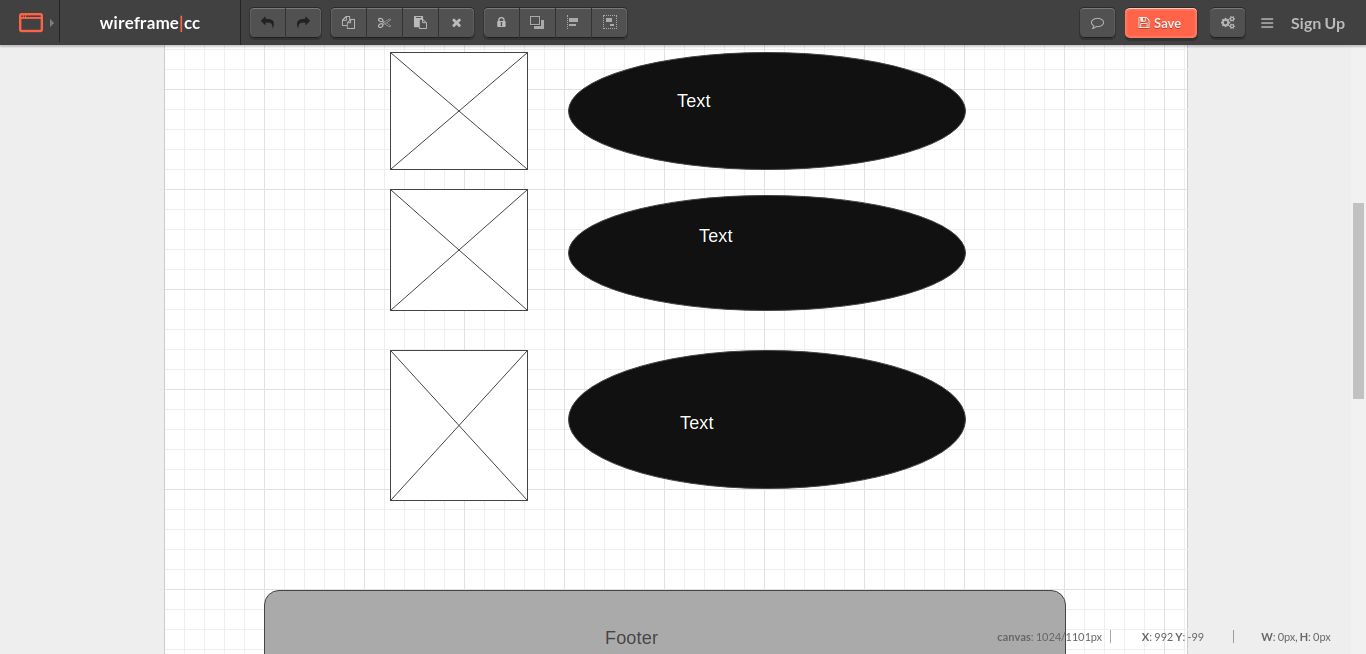 wireframe|cc
Save
Sign Up
Text
Text
Text
Footer
canvas: 1024/1101px
X: 992 Y: -99
W: 0px, H: 0px